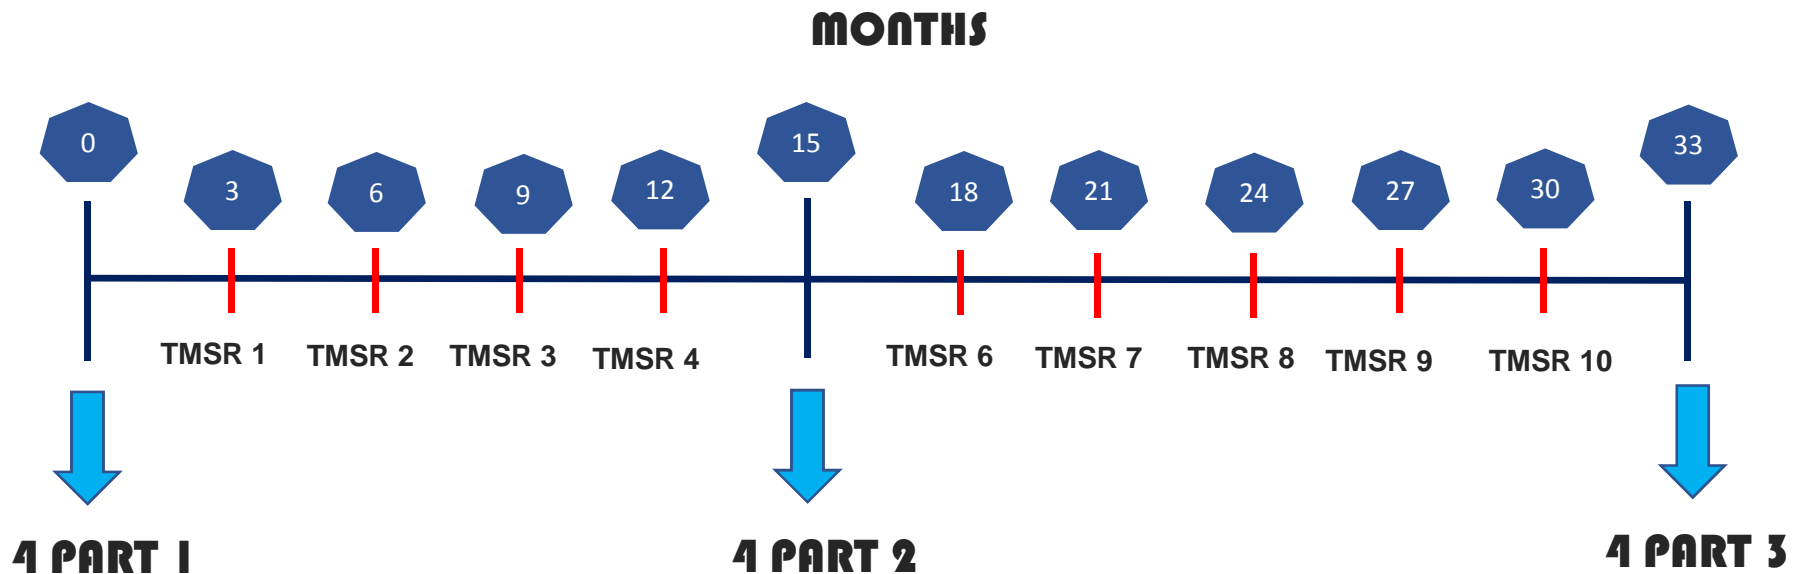 MONTHS
0 3 6 9 12 15 18 21 24 27 30 33
TMSR 1 TMSR 2 TMSR 3 TMSR 4 TMSR 6 TMSR 7 TMSR 8 TMSR 9 TMSR 10
4 PART 1 4 PART 2 4 PART 3